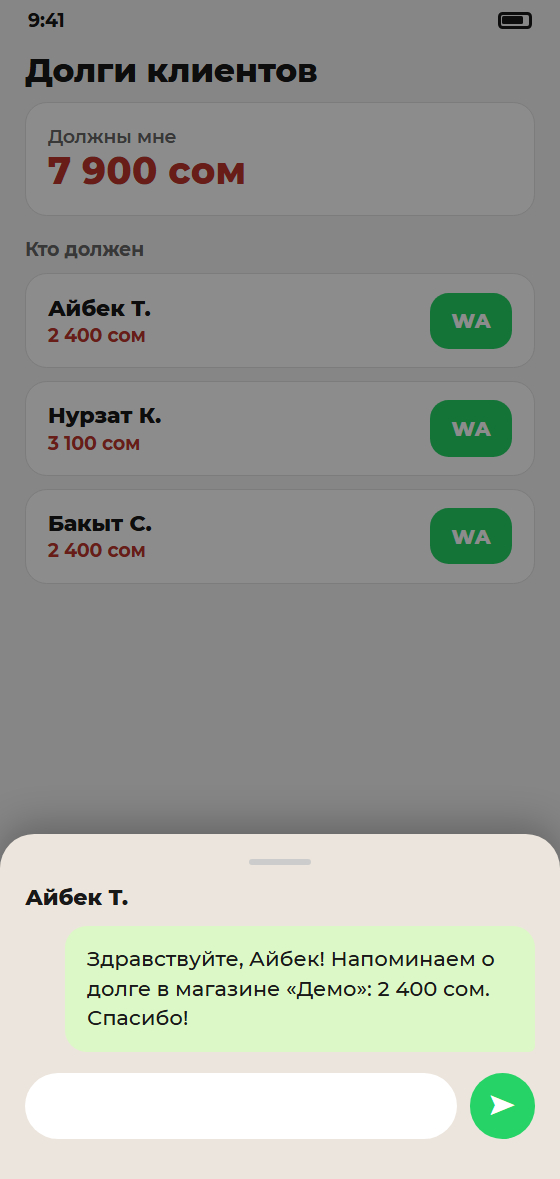 9:41
Долги клиентов
Должны мне
7 900 сом
Кто должен
Айбек Т.
2 400 сом
WA
Нурзат К.
3 100 сом
WA
Бакыт С.
2 400 сом
WA
Айбек Т.
Здравствуйте, Айбек! Напоминаем о
долге в магазине «Демо»: 2 400 сом.
Спасибо!